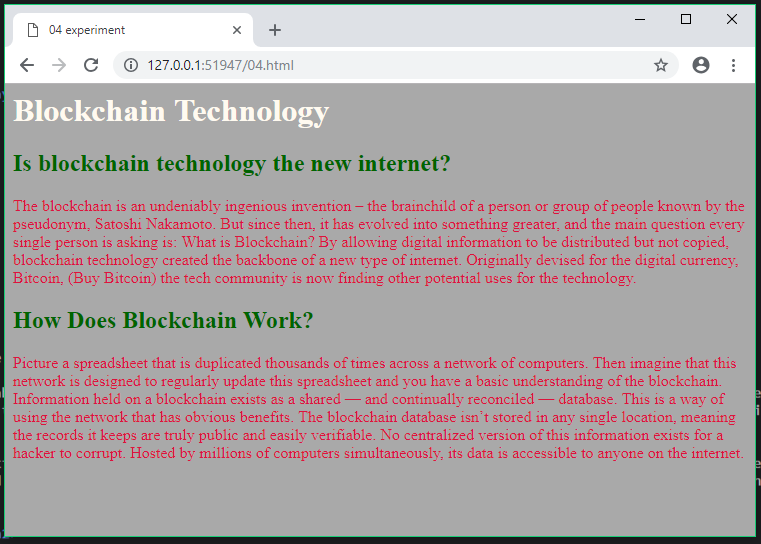 04 experiment
127.0.0.1:51947/04.html
Blockchain Technology
Is blockchain technology the new internet?
The blockchain is an undeniably ingenious invention – the brainchild of a person or group of people known by the
pseudonym, Satoshi Nakamoto. But since then, it has evolved into something greater, and the main question every
single person is asking is: What is Blockchain? By allowing digital information to be distributed but not copied,
blockchain technology created the backbone of a new type of internet. Originally devised for the digital currency,
Bitcoin, (Buy Bitcoin) the tech community is now finding other potential uses for the technology.
How Does Blockchain Work?
Picture a spreadsheet that is duplicated thousands of times across a network of computers. Then imagine that this
network is designed to regularly update this spreadsheet and you have a basic understanding of the blockchain.
Information held on a blockchain exists as a shared — and continually reconciled — database. This is a way of
using the network that has obvious benefits. The blockchain database isn’t stored in any single location, meaning
the records it keeps are truly public and easily verifiable. No centralized version of this information exists for a
hacker to corrupt. Hosted by millions of computers simultaneously, its data is accessible to anyone on the internet.